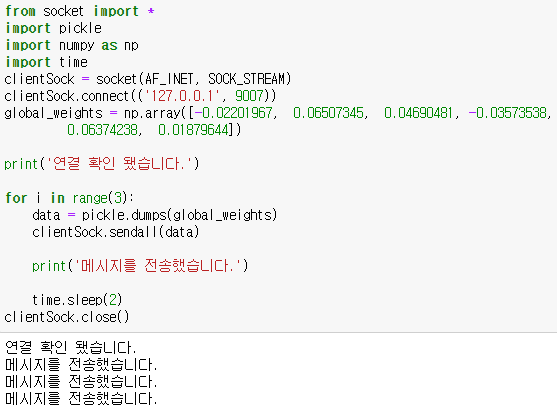 from socket import *
import pickle
import numpy as np
import time
clientSock = socket(AF_INET, SOCK_STREAM)
clientSock.connect(('127.0.0.1', 9007))
global_weights = np.array([-0.02201967,  0.06507345,  0.04690481, -0.03573538,
        0.06374238,  0.01879644])

print('연결 확인 됐습니다.')

for i in range(3):
    data = pickle.dumps(global_weights)
    clientSock.sendall(data)

    print('메시지를 전송했습니다.')

    time.sleep(2)
clientSock.close()

연결 확인 됐습니다.
메시지를 전송했습니다.
메시지를 전송했습니다.
메시지를 전송했습니다.